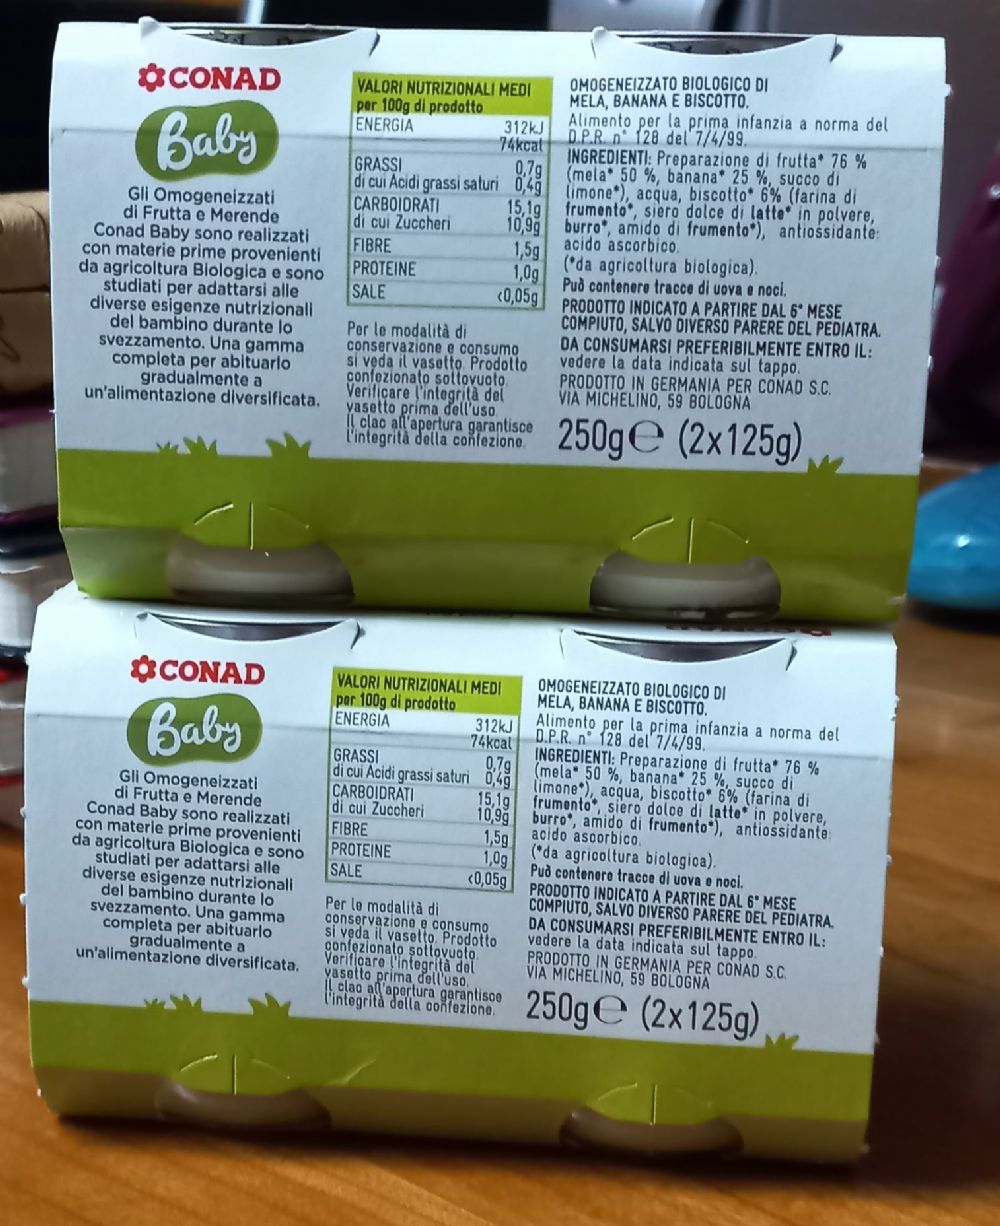 CONAD
Baby
Gli Omogeneizzati
di Frutta e Merende
Conad Baby sono realizzati
con materie prime provenienti
da agricoltura Biologica e sono
studiati per adattarsi alle
diverse esigenze nutrizionali
del bambino durante lo
svezzamento. Una gamma
completa per abituarlo
gradualmente a
un'alimentazione diversificata.
VALORI NUTRIZIONALI MEDI
per 100g di prodotto
ENERGIA 312kJ
74kcal
GRASSI 0,7g
di cui Acidi grassi saturi 0,4g
CARBOIDRATI 15,1g
di cui Zuccheri 10,9g
FIBRE 1,5g
PROTEINE 1,0g
SALE <0,05g
Per le modalità di
conservazione e consumo
si veda il vasetto. Prodotto
confezionato sottovuoto.
Verificare l'integrità del
vasetto prima dell'uso.
Il clac all'apertura garantisce
l'integrità della confezione.
OMOGENEIZZATO BIOLOGICO DI
MELA, BANANA E BISCOTTO.
Alimento per la prima infanzia a norma del
D.P.R. n° 128 del 7/4/99.
INGREDIENTI: Preparazione di frutta* 76 %
(mela* 50 %, banana* 25 %, succo di
limone*), acqua, biscotto* 6% (farina di
frumento*, siero dolce di latte* in polvere,
burro*, amido di frumento*), antiossidante:
acido ascorbico.
(*da agricoltura biologica).
Può contenere tracce di uova e noci.
PRODOTTO INDICATO A PARTIRE DAL 6° MESE
COMPIUTO, SALVO DIVERSO PARERE DEL PEDIATRA.
DA CONSUMARSI PREFERIBILMENTE ENTRO IL:
vedere la data indicata sul tappo.
PRODOTTO IN GERMANIA PER CONAD S.C.
VIA MICHELINO, 59 BOLOGNA
250g℮ (2x125g)
CONAD
Baby
Gli Omogeneizzati
di Frutta e Merende
Conad Baby sono realizzati
con materie prime provenienti
da agricoltura Biologica e sono
studiati per adattarsi alle
diverse esigenze nutrizionali
del bambino durante lo
svezzamento. Una gamma
completa per abituarlo
gradualmente a
un'alimentazione diversificata.
VALORI NUTRIZIONALI MEDI
per 100g di prodotto
ENERGIA 312kJ
74kcal
GRASSI 0,7g
di cui Acidi grassi saturi 0,4g
CARBOIDRATI 15,1g
di cui Zuccheri 10,9g
FIBRE 1,5g
PROTEINE 1,0g
SALE <0,05g
Per le modalità di
conservazione e consumo
si veda il vasetto. Prodotto
confezionato sottovuoto.
Verificare l'integrità del
vasetto prima dell'uso.
Il clac all'apertura garantisce
l'integrità della confezione.
OMOGENEIZZATO BIOLOGICO DI
MELA, BANANA E BISCOTTO.
Alimento per la prima infanzia a norma del
D.P.R. n° 128 del 7/4/99.
INGREDIENTI: Preparazione di frutta* 76 %
(mela* 50 %, banana* 25 %, succo di
limone*), acqua, biscotto* 6% (farina di
frumento*, siero dolce di latte* in polvere,
burro*, amido di frumento*), antiossidante:
acido ascorbico.
(*da agricoltura biologica).
Può contenere tracce di uova e noci.
PRODOTTO INDICATO A PARTIRE DAL 6° MESE
COMPIUTO, SALVO DIVERSO PARERE DEL PEDIATRA.
DA CONSUMARSI PREFERIBILMENTE ENTRO IL:
vedere la data indicata sul tappo.
PRODOTTO IN GERMANIA PER CONAD S.C.
VIA MICHELINO, 59 BOLOGNA
250g℮ (2x125g)